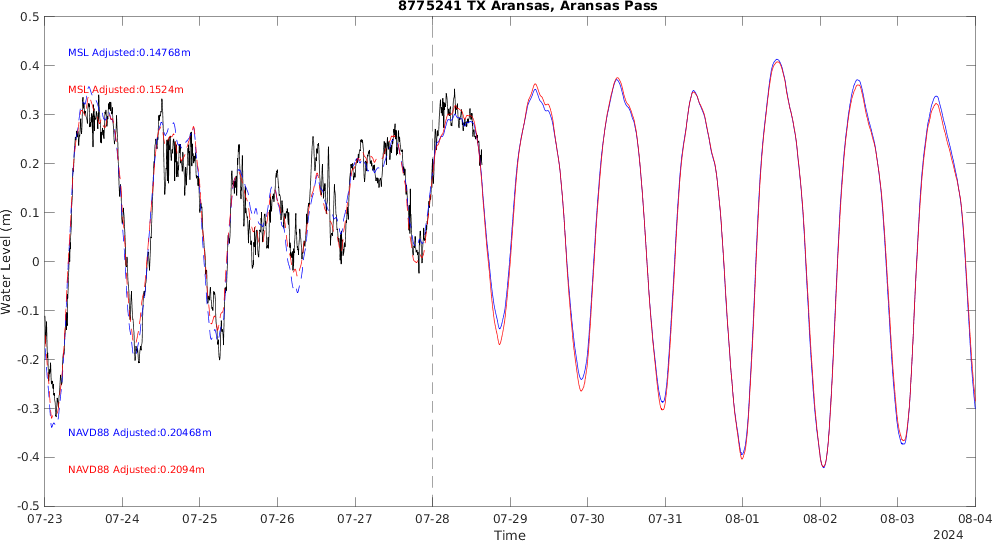 8775241 TX Aransas, Aransas Pass
0.5
MSL Adjusted:0.14768m
0.4
MSL Adjusted:0.1524m
0.3
0.2
0.1
0
-0.1
-0.2
-0.3
NAVD88 Adjusted:0.20468m
-0.4
NAVD88 Adjusted:0.2094m
-0.5
Water Level (m)
07-23 07-24 07-25 07-26 07-27 07-28 07-29 07-30 07-31 08-01 08-02 08-03 08-04
Time
2024